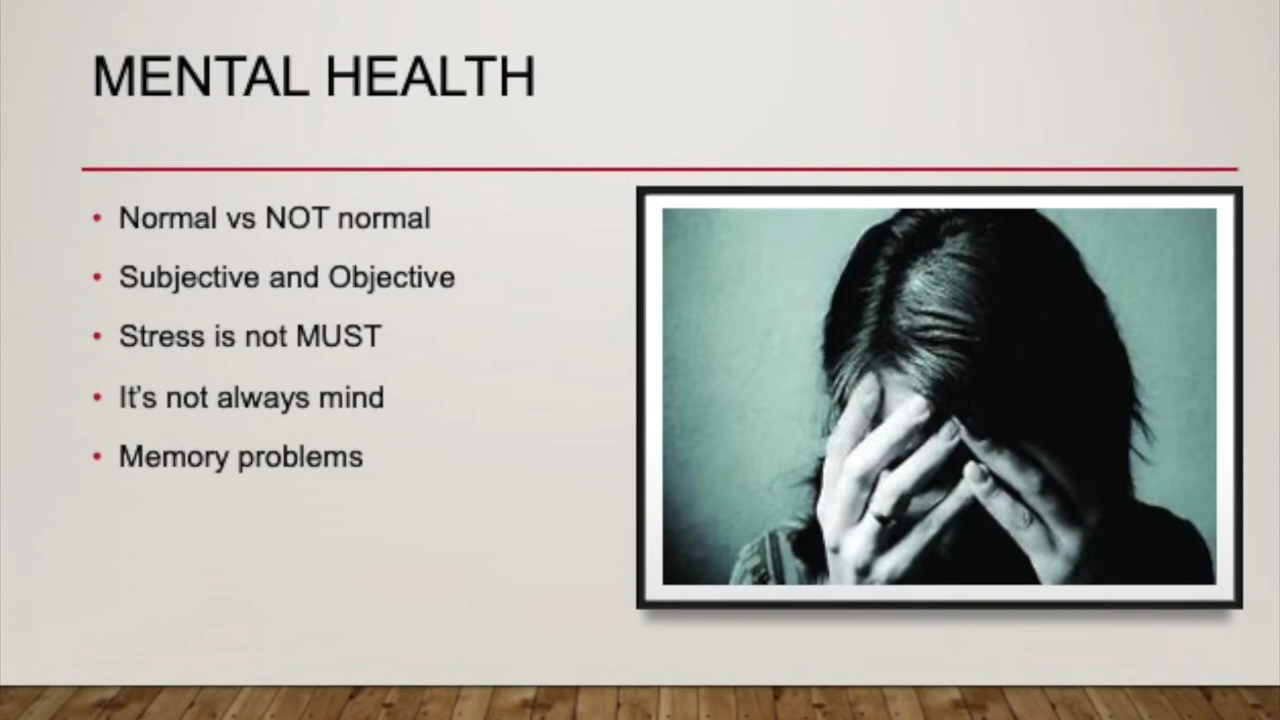 MENTAL HEALTH
• Normal vs NOT normal
• Subjective and Objective
• Stress is not MUST
• It's not always mind
• Memory problems